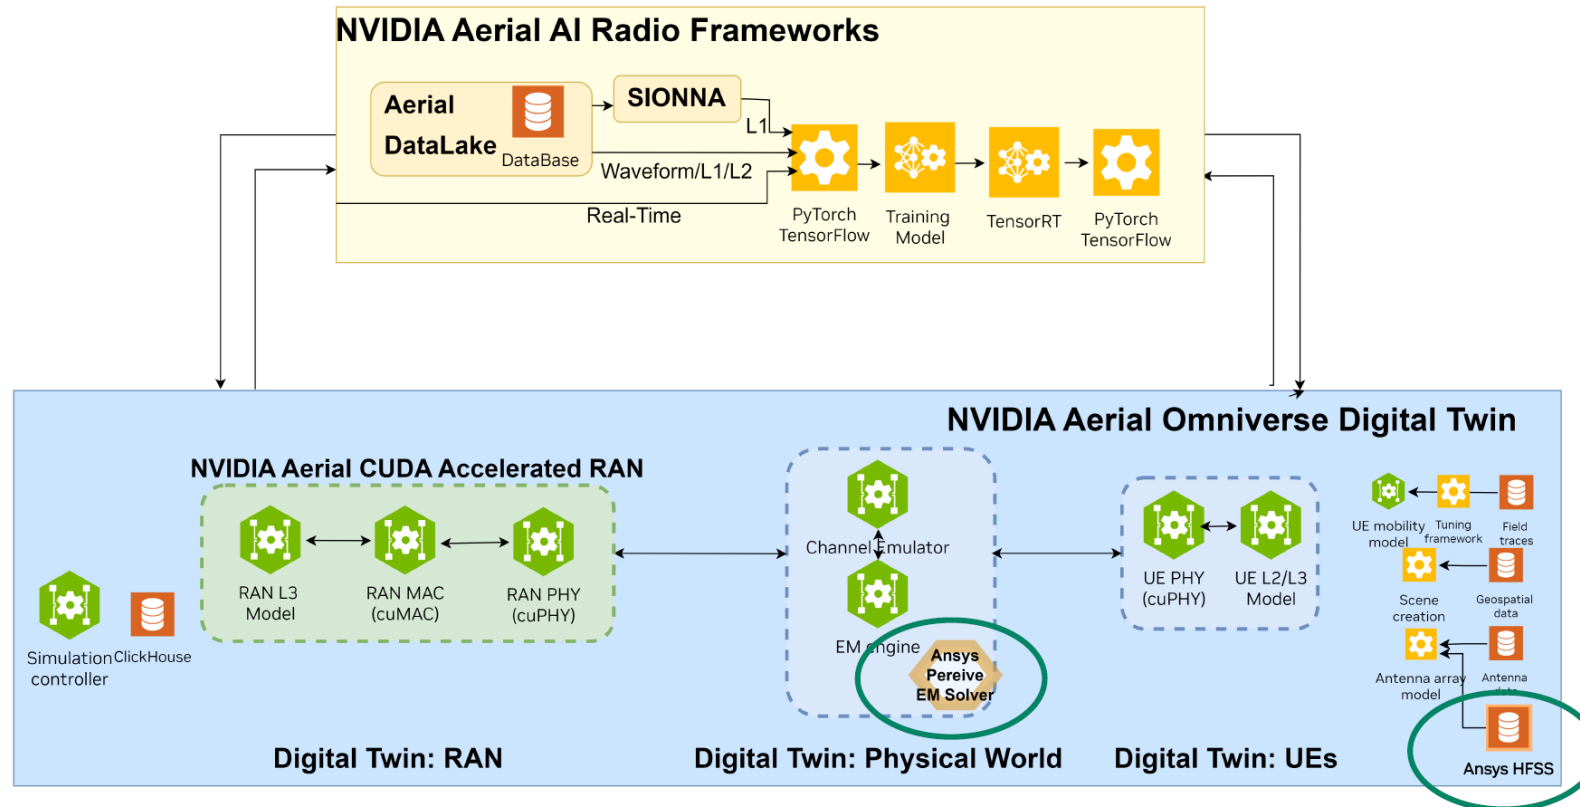 NVIDIA Aerial AI Radio Frameworks
Aerial
DataLake
DataBase
SIONNA
L1
Waveform/L1/L2
Real-Time
PyTorch
TensorFlow
Training
Model
TensorRT
PyTorch
TensorFlow
NVIDIA Aerial Omniverse Digital Twin
NVIDIA Aerial CUDA Accelerated RAN
RAN L3
Model
RAN MAC
(cuMAC)
RAN PHY
(cuPHY)
Simulation
controller
ClickHouse
Channel Emulator
EM engine
Ansys
Pereive
EM Solver
UE PHY
(cuPHY)
UE L2/L3
Model
UE mobility
model
Tuning
framework
Field
traces
Scene
creation
Geospatial
data
Antenna array
model
Antenna
data
Ansys HFSS
Digital Twin: RAN
Digital Twin: Physical World
Digital Twin: UEs